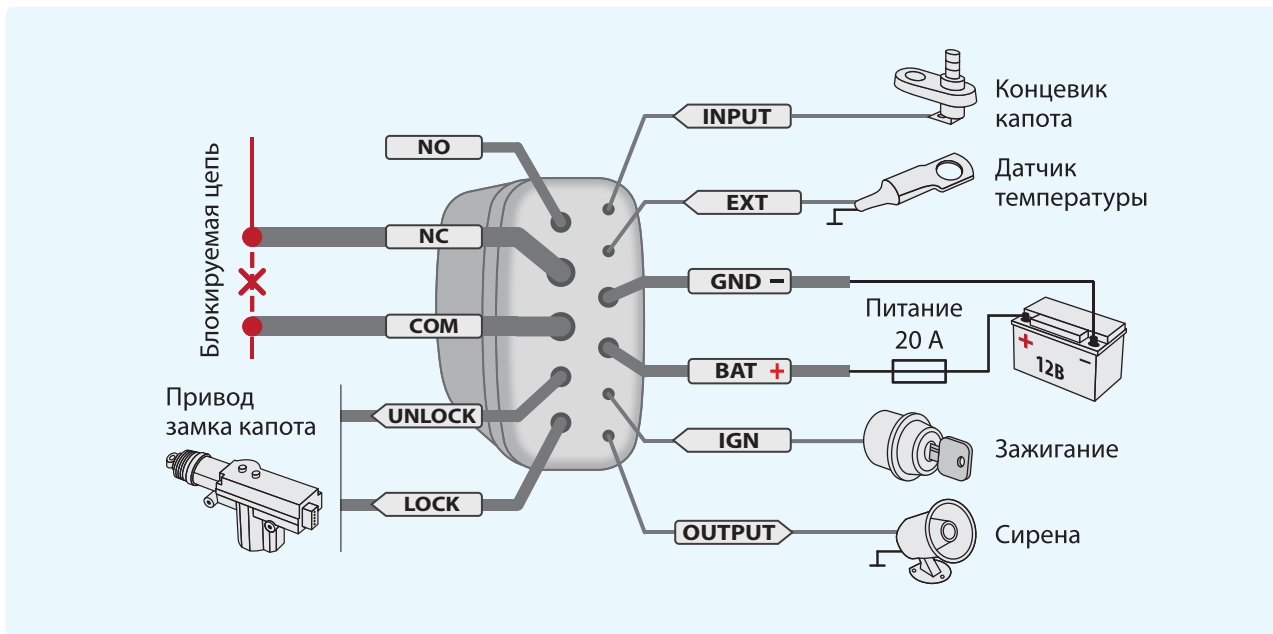 Блокируемая цепь
NO
NC
COM
UNLOCK
LOCK
Привод
замка капота
INPUT
Концевик
капота
EXT
Датчик
температуры
GND –
Питание
20 А
BAT +
+
–
12В
IGN
Зажигание
OUTPUT
Сирена